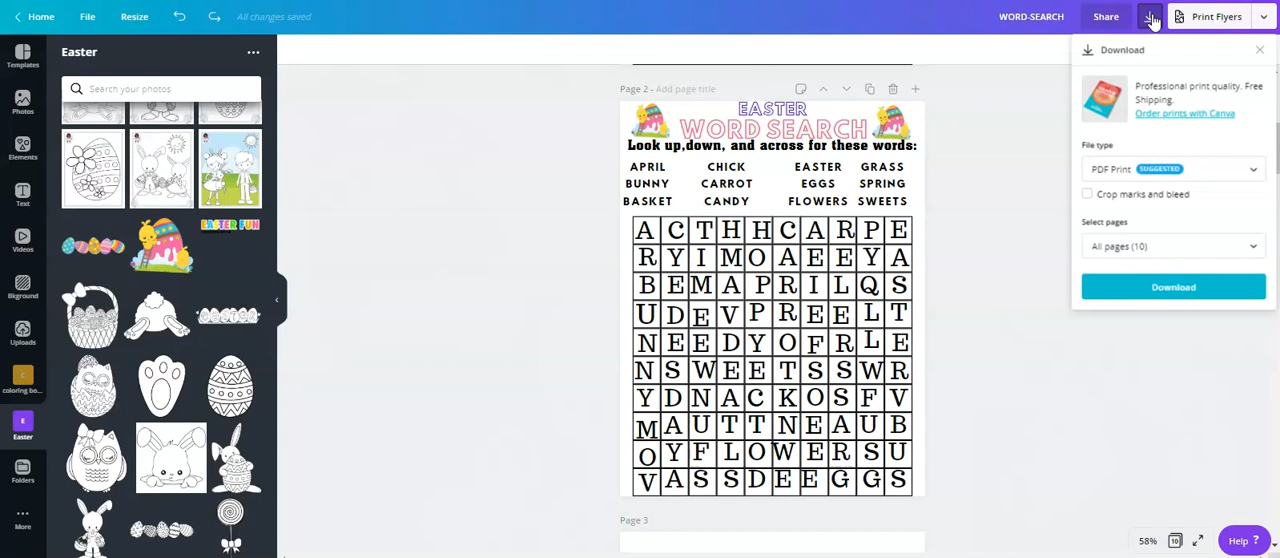 Home File Resize All changes saved WORD-SEARCH Share Print Flyers
Templates
Photos
Elements
Text
Videos
Bkground
Uploads
coloring bo...
E
Easter
Folders
More
Easter
Search your photos
EASTER FUN
Page 2 - Add page title
EASTER
WORD SEARCH
Look up,down, and across for these words:
APRIL CHICK EASTER GRASS
BUNNY CARROT EGGS SPRING
BASKET CANDY FLOWERS SWEETS
A C T H H C A R P E
R Y I M O A E E Y A
B E M A P R I L Q S
U D E V P R E E L T
N E E D Y O F R L E
N S W E E T S S W R
Y D N A C K O S F V
M A U T T N E A U B
O Y F L O W E R S U
V A S S D E E G G S
Page 3
Download
Professional print quality. Free
Shipping.
Order prints with Canva
File type
PDF Print SUGGESTED
Crop marks and bleed
Select pages
All pages (10)
Download
58% 10 Help ?